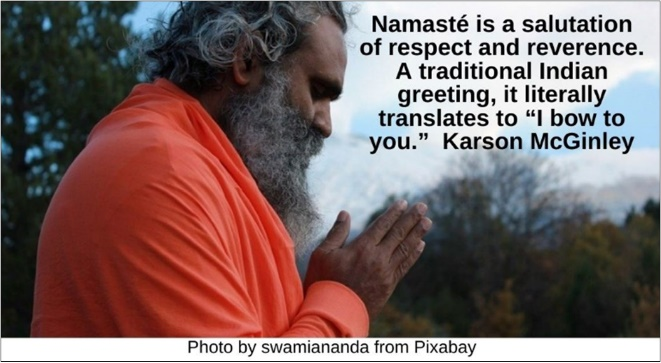 Namasté is a salutation
of respect and reverence.
A traditional Indian
greeting, it literally
translates to “I bow to
you.”  Karson McGinley
Photo by swamiananda from Pixabay